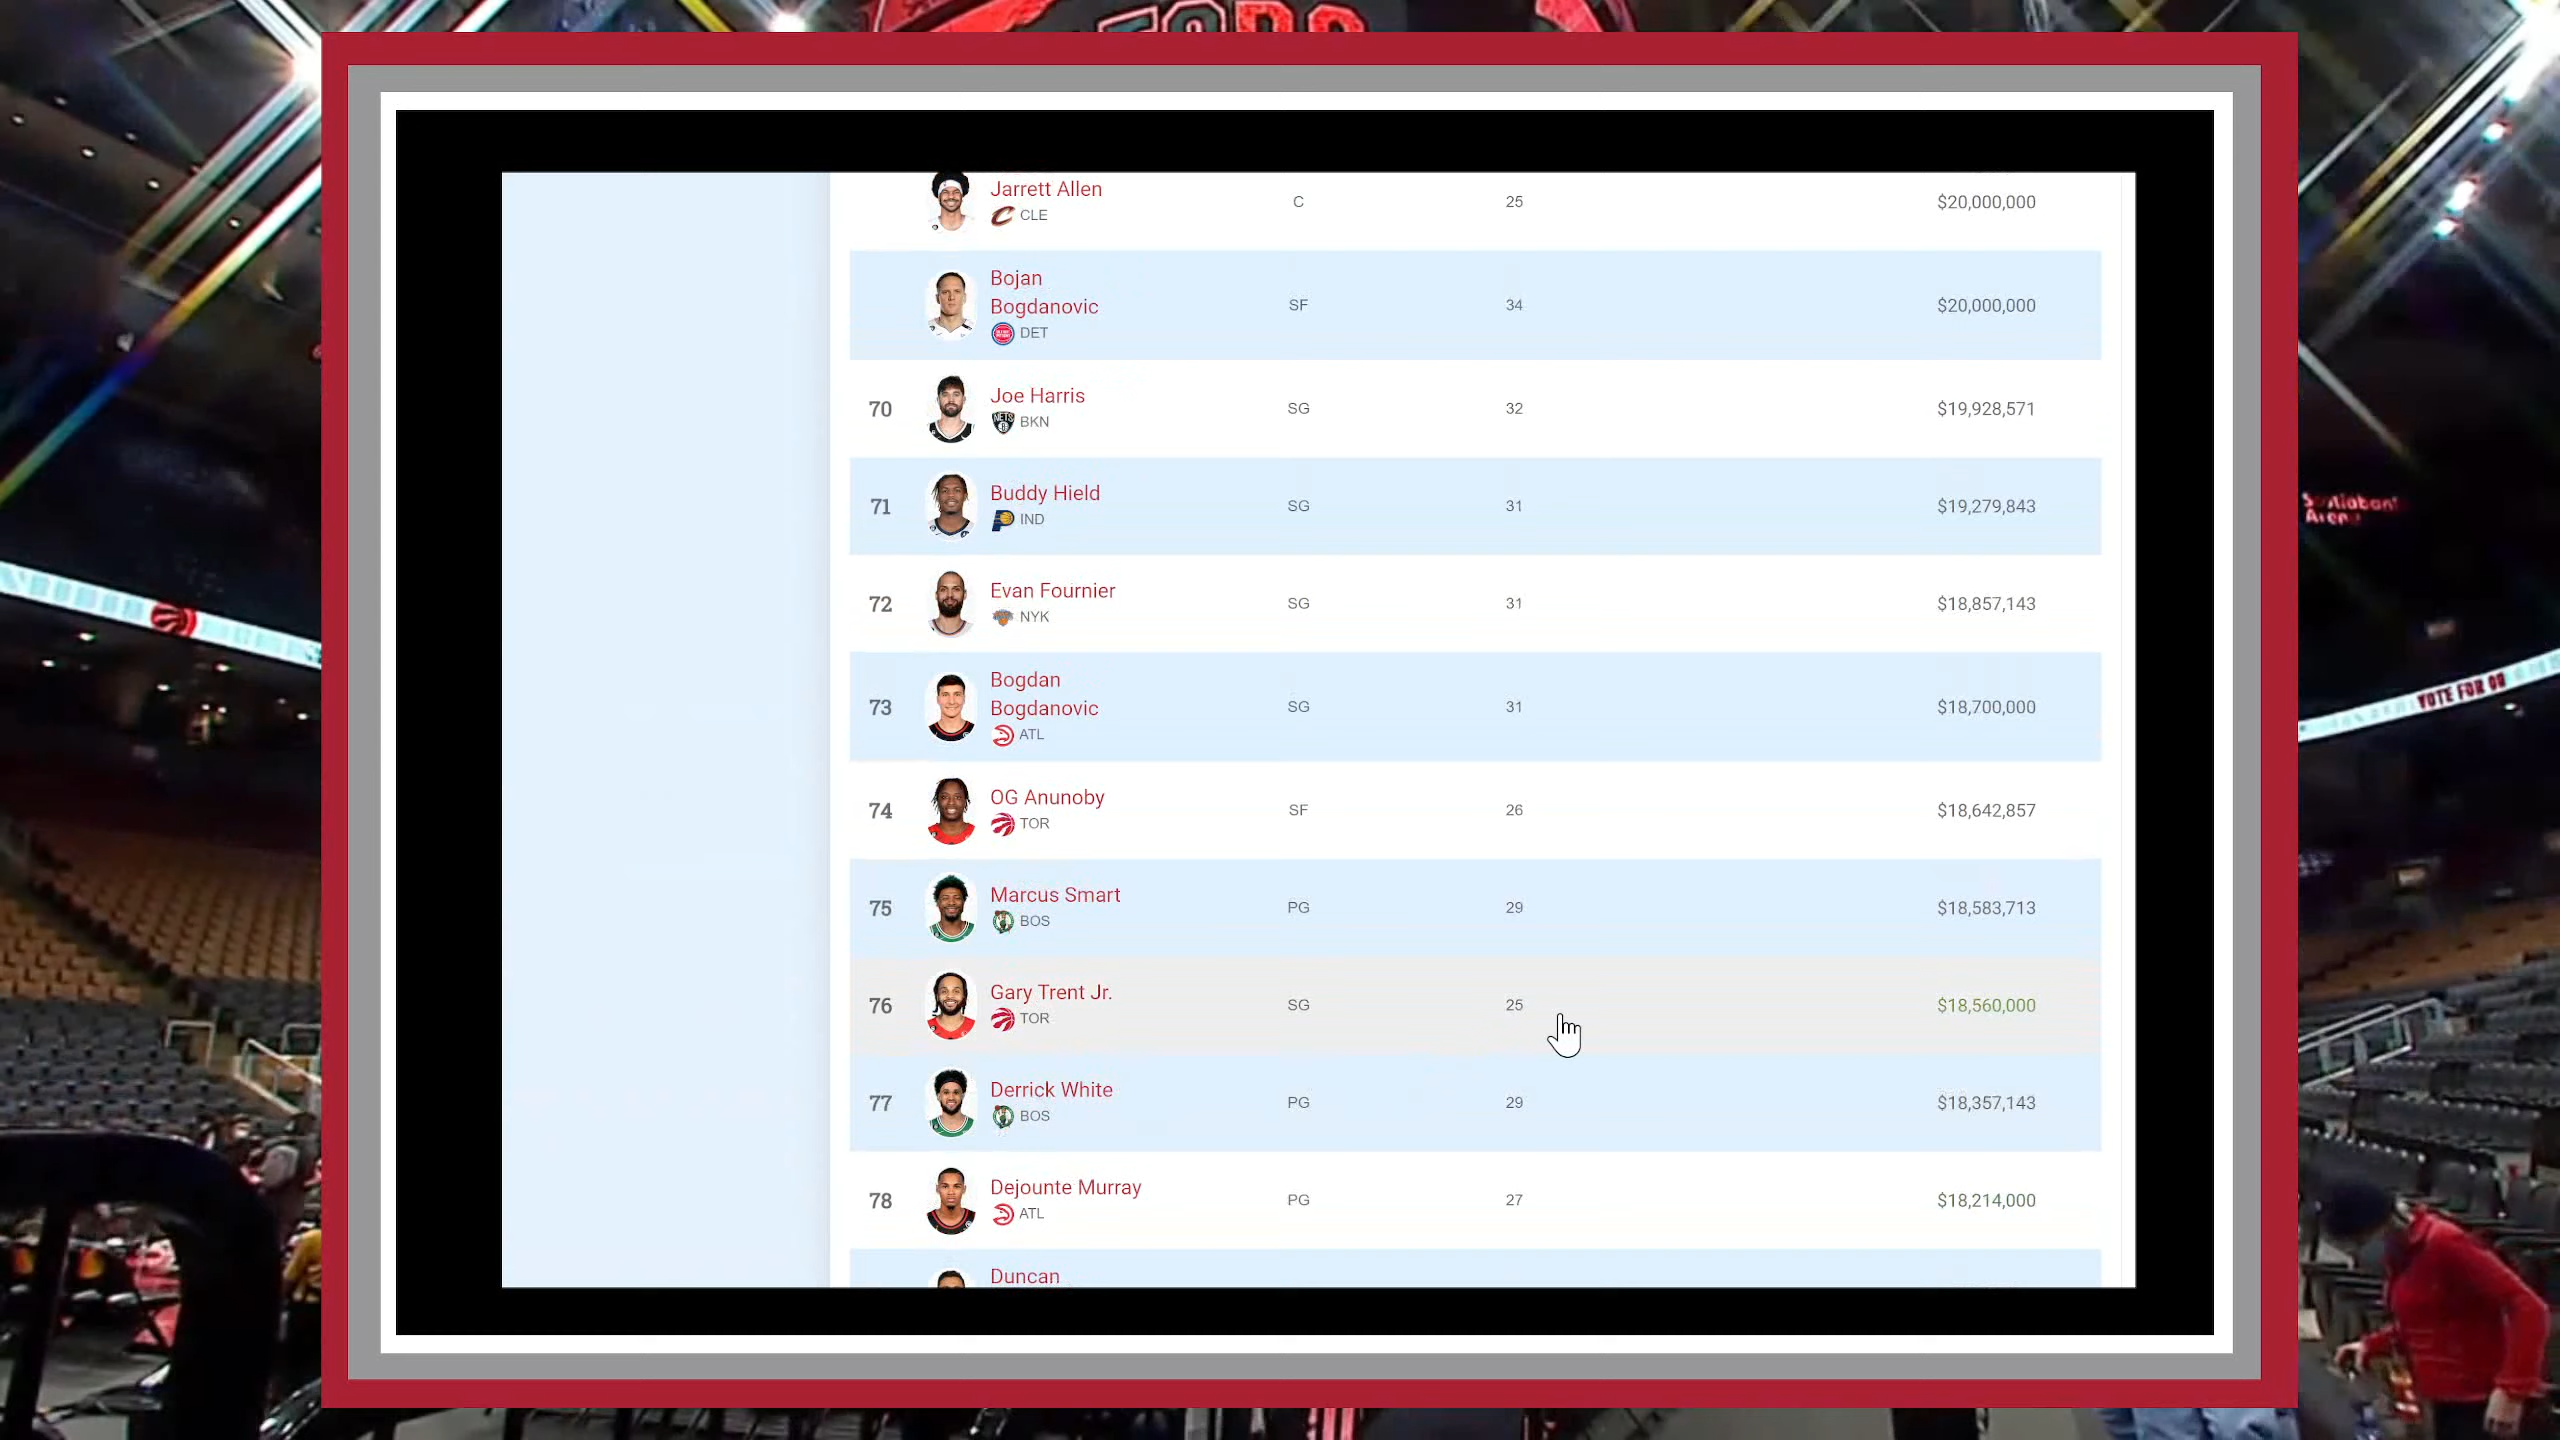 Jarrett Allen
CLE
C
25
$20,000,000
Bojan
Bogdanovic
DET
SF
34
$20,000,000
70
Joe Harris
BKN
SG
32
$19,928,571
71
Buddy Hield
IND
SG
31
$19,279,843
72
Evan Fournier
NYK
SG
31
$18,857,143
73
Bogdan
Bogdanovic
ATL
SG
31
$18,700,000
74
OG Anunoby
TOR
SF
26
$18,642,857
75
Marcus Smart
BOS
PG
29
$18,583,713
76
Gary Trent Jr.
TOR
SG
25
$18,560,000
77
Derrick White
BOS
PG
29
$18,357,143
78
Dejounte Murray
ATL
PG
27
$18,214,000
Duncan
VOTE FOR